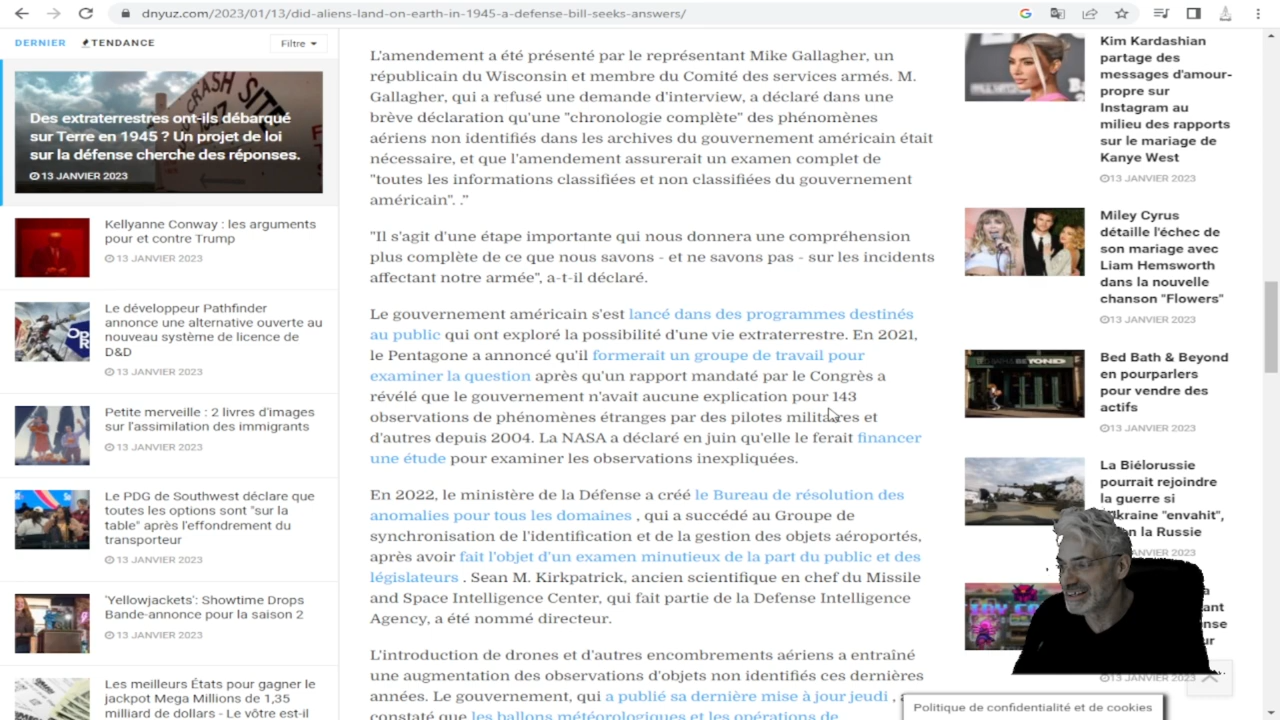 dnyuz.com/2023/01/13/did-aliens-land-on-earth-in-1945-a-defense-bill-seeks-answers/
DERNIER
TENDANCE
Filtre
CRASH SITE
Des extraterrestres ont-ils débarqué
sur Terre en 1945 ? Un projet de loi
sur la défense cherche des réponses.
13 JANVIER 2023
Kellyanne Conway : les arguments
pour et contre Trump
13 JANVIER 2023
Le développeur Pathfinder
annonce une alternative ouverte au
nouveau système de licence de
D&D
13 JANVIER 2023
Petite merveille : 2 livres d'images
sur l'assimilation des immigrants
13 JANVIER 2023
Le PDG de Southwest déclare que
toutes les options sont "sur la
table" après l'effondrement du
transporteur
13 JANVIER 2023
'Yellowjackets': Showtime Drops
Bande-annonce pour la saison 2
13 JANVIER 2023
Les meilleurs États pour gagner le
jackpot Mega Millions de 1,35
milliard de dollars - Le vôtre est-il
L'amendement a été présenté par le représentant Mike Gallagher, un
républicain du Wisconsin et membre du Comité des services armés. M.
Gallagher, qui a refusé une demande d'interview, a déclaré dans une
brève déclaration qu'une "chronologie complète" des phénomènes
aériens non identifiés dans les archives du gouvernement américain était
nécessaire, et que l'amendement assurerait un examen complet de
"toutes les informations classifiées et non classifiées du gouvernement
américain". ."
"Il s'agit d'une étape importante qui nous donnera une compréhension
plus complète de ce que nous savons - et ne savons pas - sur les incidents
affectant notre armée", a-t-il déclaré.
Le gouvernement américain s'est lancé dans des programmes destinés
au public qui ont exploré la possibilité d'une vie extraterrestre. En 2021,
le Pentagone a annoncé qu'il formerait un groupe de travail pour
examiner la question après qu'un rapport mandaté par le Congrès a
révélé que le gouvernement n'avait aucune explication pour 143
observations de phénomènes étranges par des pilotes militaires et
d'autres depuis 2004. La NASA a déclaré en juin qu'elle le ferait financer
une étude pour examiner les observations inexpliquées.
En 2022, le ministère de la Défense a créé le Bureau de résolution des
anomalies pour tous les domaines , qui a succédé au Groupe de
synchronisation de l'identification et de la gestion des objets aéroportés,
après avoir fait l'objet d'un examen minutieux de la part du public et des
législateurs . Sean M. Kirkpatrick, ancien scientifique en chef du Missile
and Space Intelligence Center, qui fait partie de la Defense Intelligence
Agency, a été nommé directeur.
L'introduction de drones et d'autres encombrements aériens a entraîné
une augmentation des observations d'objets non identifiés ces dernières
années. Le gouvernement, qui a publié sa dernière mise à jour jeudi , a
constaté que les ballons météorologiques et les opérations de
Kim Kardashian
partage des
messages d'amour-
propre sur
Instagram au
milieu des rapports
sur le mariage de
Kanye West
13 JANVIER 2023
Miley Cyrus
détaille l'échec de
son mariage avec
Liam Hemsworth
dans la nouvelle
chanson "Flowers"
13 JANVIER 2023
Bed Bath & Beyond
en pourparlers
pour vendre des
actifs
13 JANVIER 2023
La Biélorussie
pourrait rejoindre
la guerre si
"envahit",
la Russie
JANVIER 2023
13 JANVIER 2023
Politique de confidentialité et de cookies